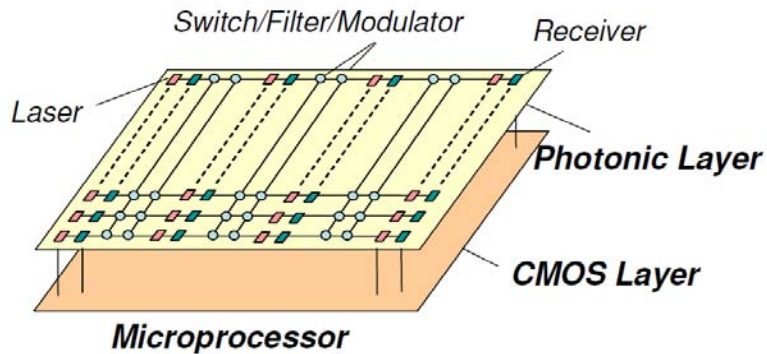 Switch/Filter/Modulator
Receiver
Laser
Photonic Layer
CMOS Layer
Microprocessor